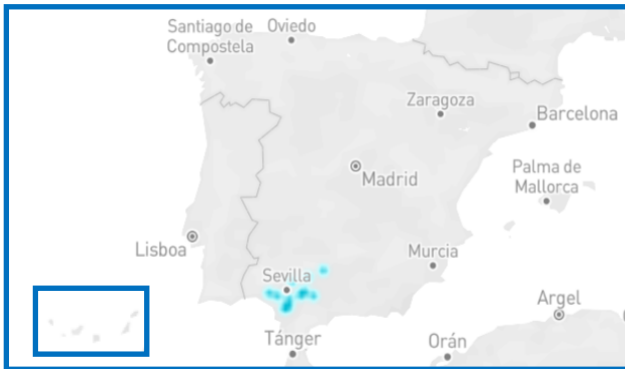 Santiago de
Compostela
Oviedo
Zaragoza
Barcelona
Madrid
Palma de
Mallorca
Lisboa
Sevilla
Murcia
Argel
Tánger
Orán